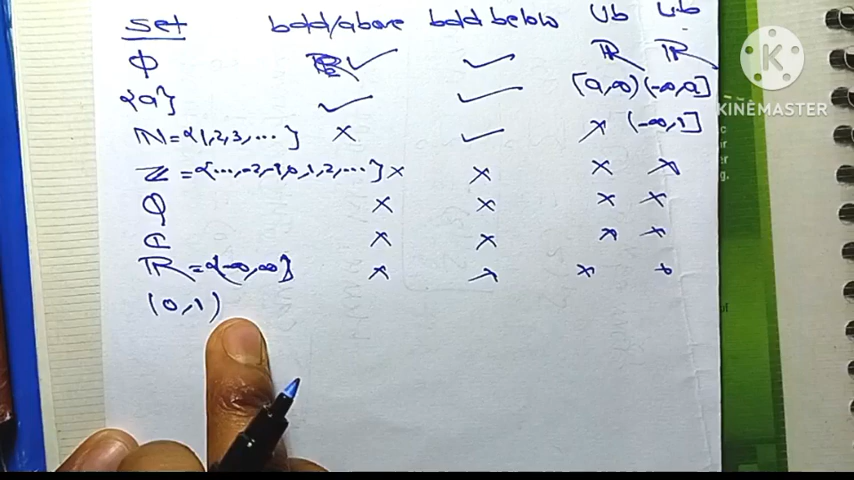 set bdd/above bdd below Ub Lb
Φ ✓ ✓ ℝ ℝ
{a} ✓ ✓ [a,∞) (-∞,a]
KINEMASTER
ℕ={1,2,3,...} × ✓ × (-∞,1]
ℤ={...,-2,-1,0,1,2,...} × × × ×
Q × × × ×
× × × ×
ℝ={-∞,∞} × × × ×
(0,1)